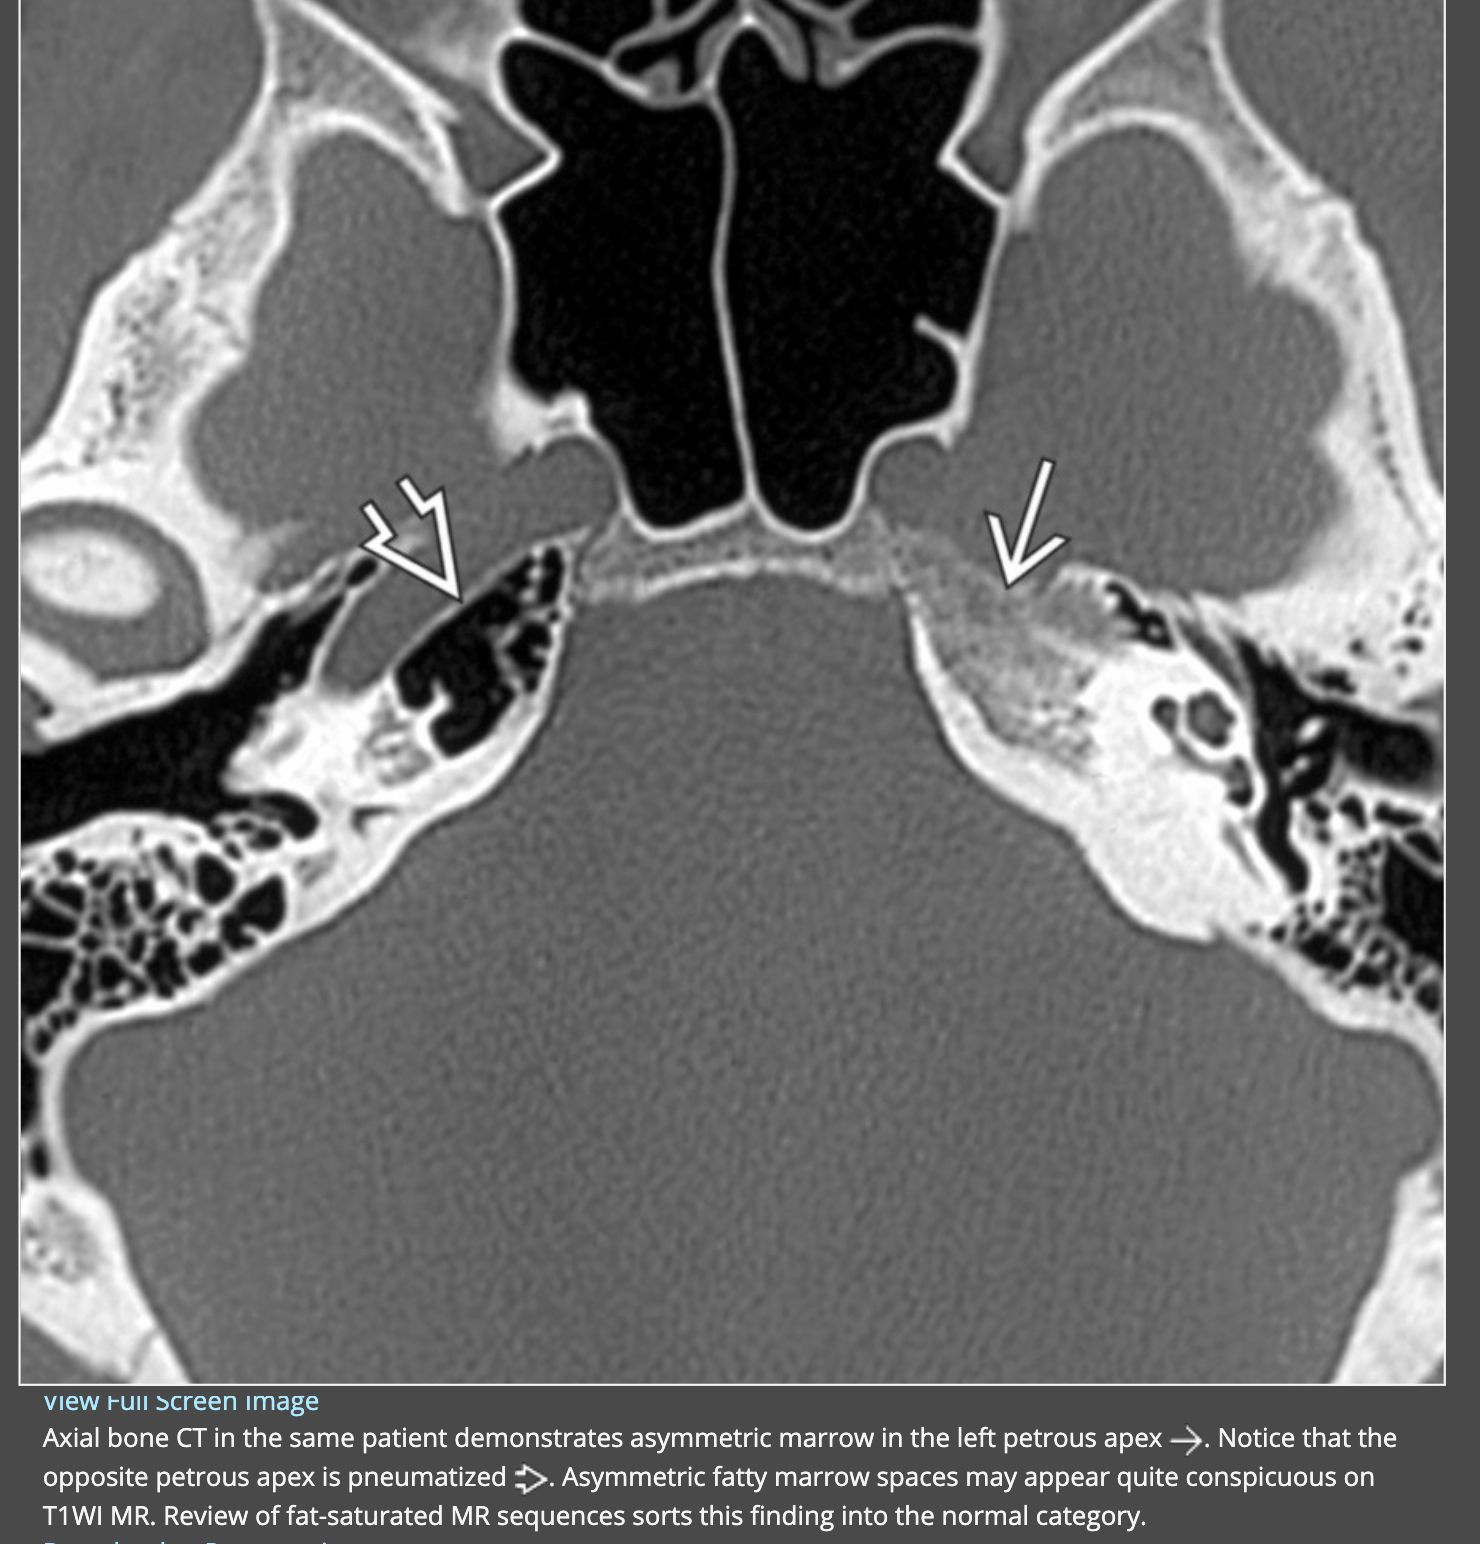 View Full Screen Image
Axial bone CT in the same patient demonstrates asymmetric marrow in the left petrous apex →. Notice that the
opposite petrous apex is pneumatized ⇒. Asymmetric fatty marrow spaces may appear quite conspicuous on
T1WI MR. Review of fat-saturated MR sequences sorts this finding into the normal category.